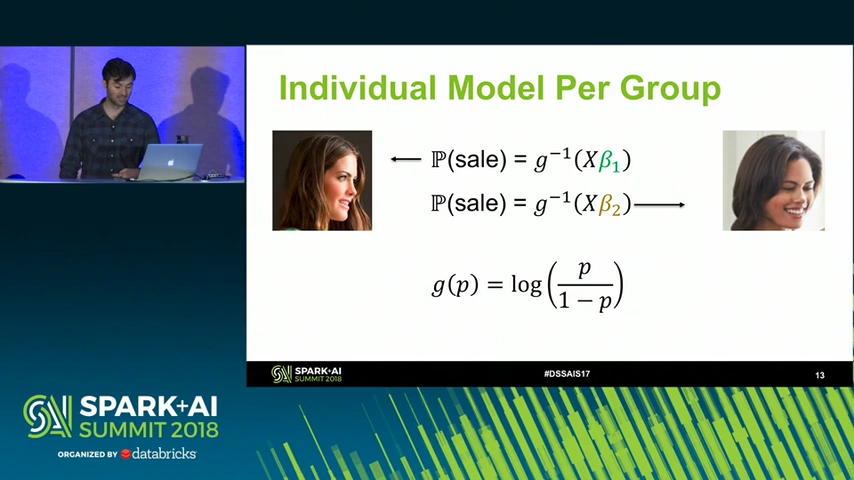 Individual Model Per Group
ℙ(sale) = g⁻¹(Xβ₁)
ℙ(sale) = g⁻¹(Xβ₂)
g(p) = log(p/(1 − p))
SPARK+AI
SUMMIT 2018
#DSSAIS17
13
SPARK+AI
SUMMIT 2018
ORGANIZED BY databricks